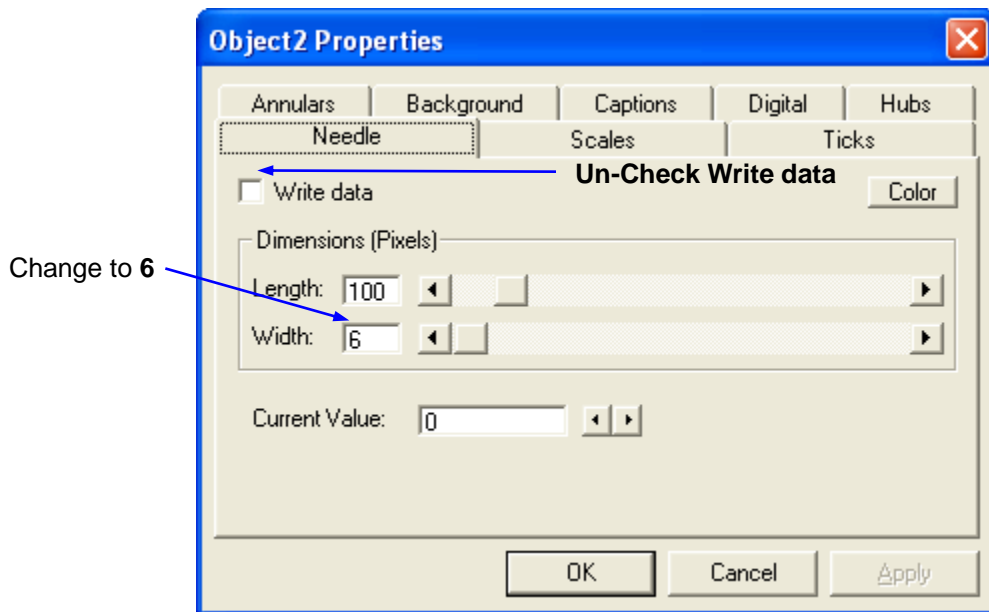 Object2 Properties
Annulars Background Captions Digital Hubs
Needle Scales Ticks
Un-Check Write data
Write data Color
Dimensions (Pixels)
Change to 6
Length: 100
Width: 6
Current Value: 0
OK Cancel Apply